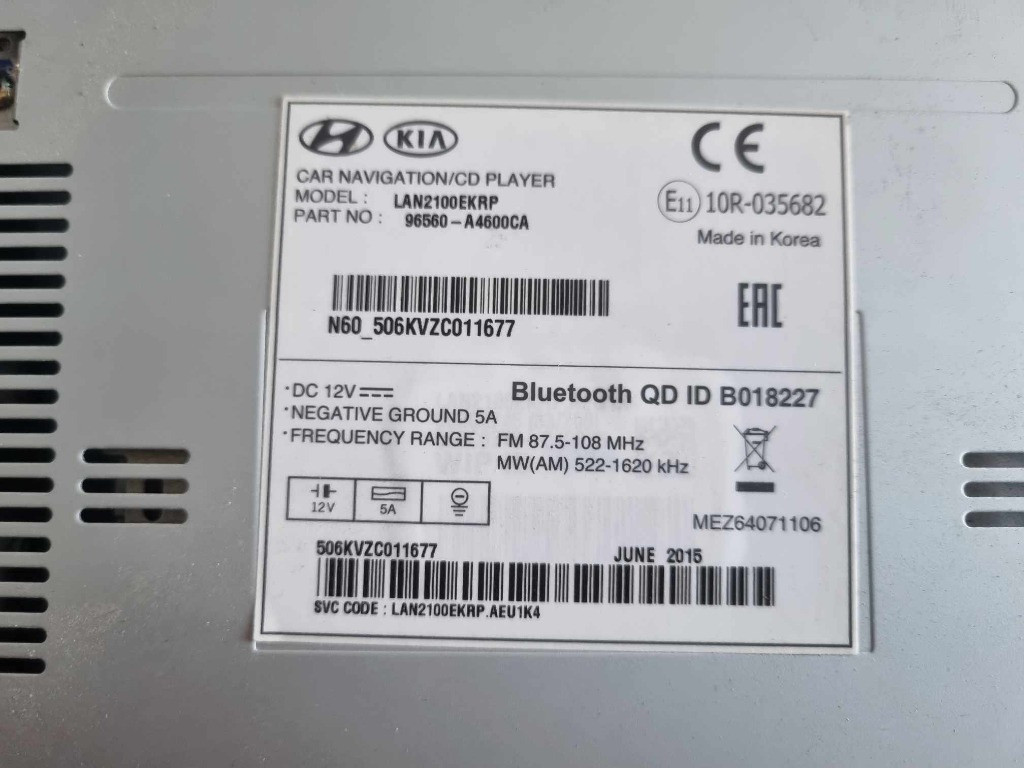 KIA
CE
CAR NAVIGATION/CD PLAYER
MODEL : LAN2100EKRP
PART NO : 96560-A4600CA
E11 10R-035682
Made in Korea
EAC
N60_506KVZC011677
·DC 12V
Bluetooth QD ID B018227
·NEGATIVE GROUND 5A
·FREQUENCY RANGE : FM 87.5-108 MHz
MW(AM) 522-1620 kHz
12V
5A
MEZ64071106
506KVZC011677
JUNE 2015
SVC CODE : LAN2100EKRP.AEU1K4